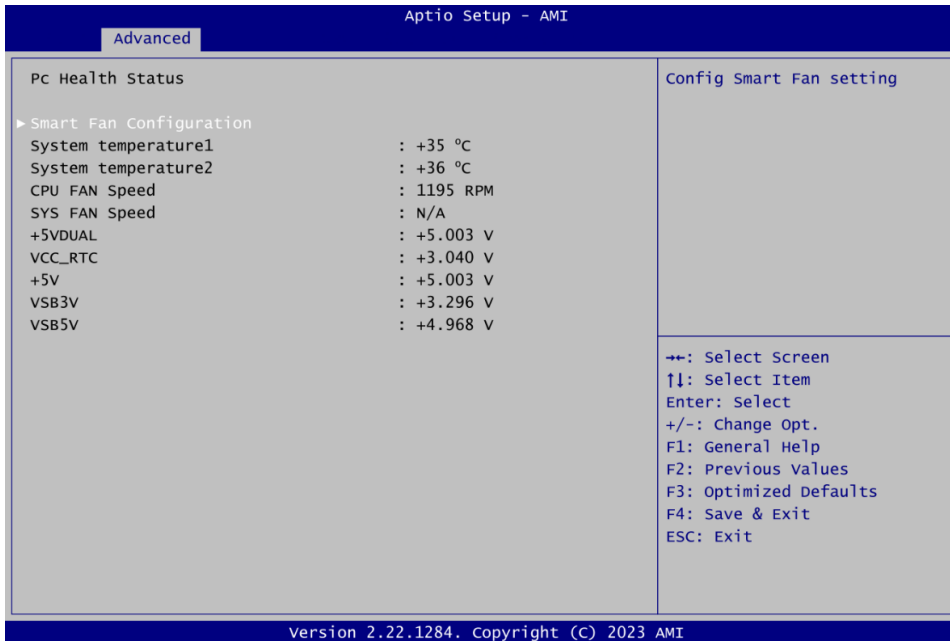 Aptio Setup - AMI
Advanced
Pc Health Status
► Smart Fan Configuration
System temperature1 : +35 ºC
System temperature2 : +36 ºC
CPU FAN Speed : 1195 RPM
SYS FAN Speed : N/A
+5VDUAL : +5.003 V
VCC_RTC : +3.040 V
+5V : +5.003 V
VSB3V : +3.296 V
VSB5V : +4.968 V
Config Smart Fan setting
→←: Select Screen
↑↓: Select Item
Enter: Select
+/-: Change Opt.
F1: General Help
F2: Previous Values
F3: Optimized Defaults
F4: Save & Exit
ESC: Exit
Version 2.22.1284. Copyright (C) 2023 AMI